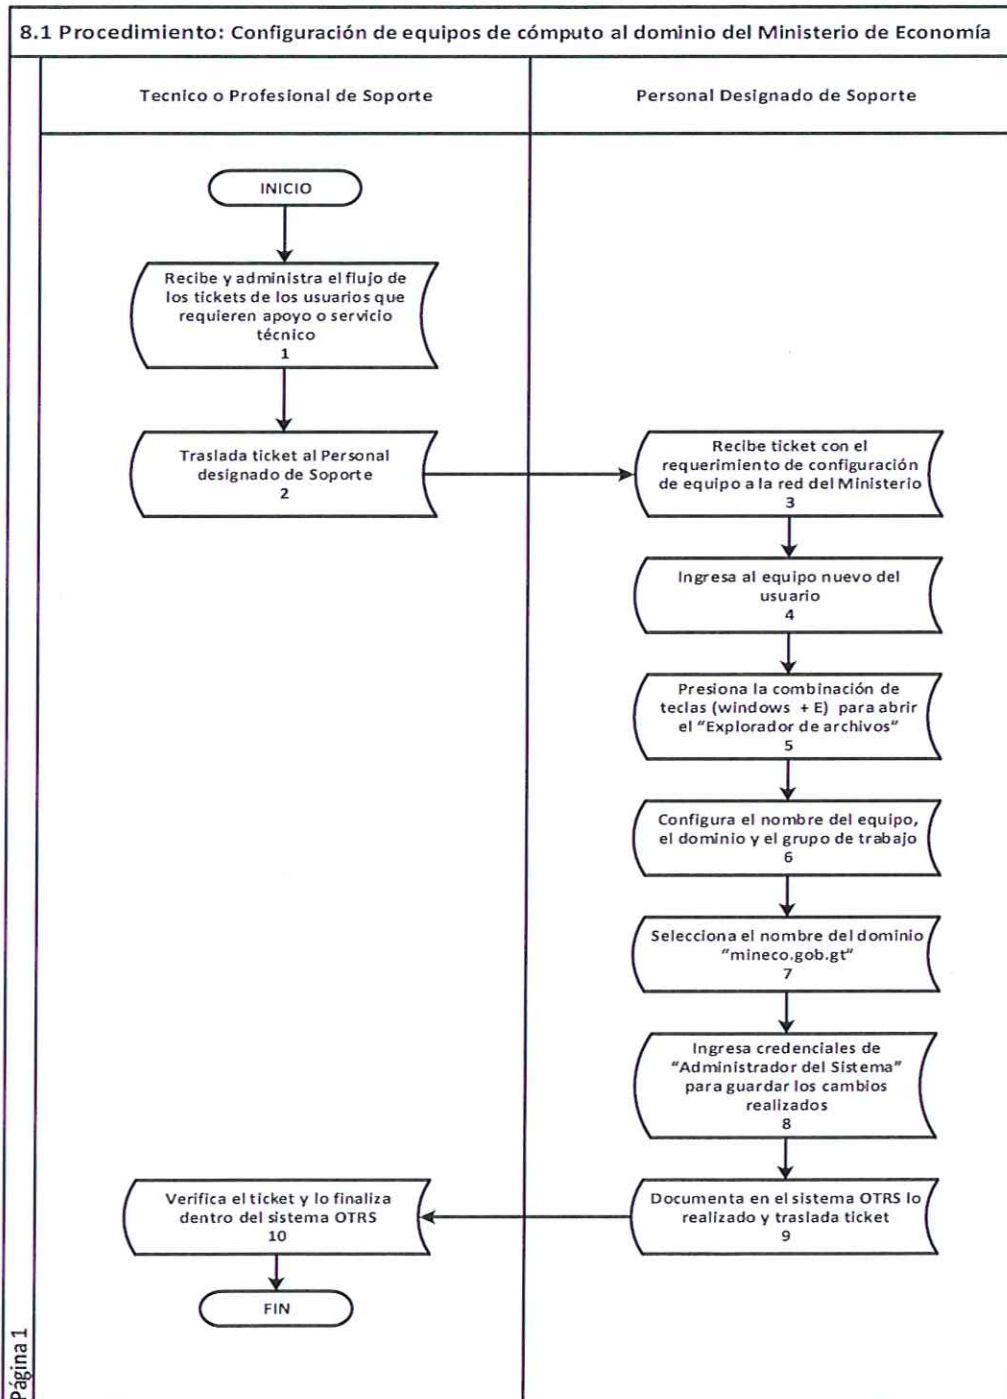 8.1 Procedimiento: Configuración de equipos de cómputo al dominio del Ministerio de Economía
Tecnico o Profesional de Soporte
Personal Designado de Soporte
INICIO
Recibe y administra el flujo de
los tickets de los usuarios que
requieren apoyo o servicio
técnico
1
Traslada ticket al Personal
designado de Soporte
2
Recibe ticket con el
requerimiento de configuración
de equipo a la red del Ministerio
3
Ingresa al equipo nuevo del
usuario
4
Presiona la combinación de
teclas (windows + E) para abrir
el “Explorador de archivos”
5
Configura el nombre del equipo,
el dominio y el grupo de trabajo
6
Selecciona el nombre del dominio
“mineco.gob.gt”
7
Ingresa credenciales de
“Administrador del Sistema”
para guardar los cambios
realizados
8
Documenta en el sistema OTRS lo
realizado y traslada ticket
9
Verifica el ticket y lo finaliza
dentro del sistema OTRS
10
FIN
Página 1